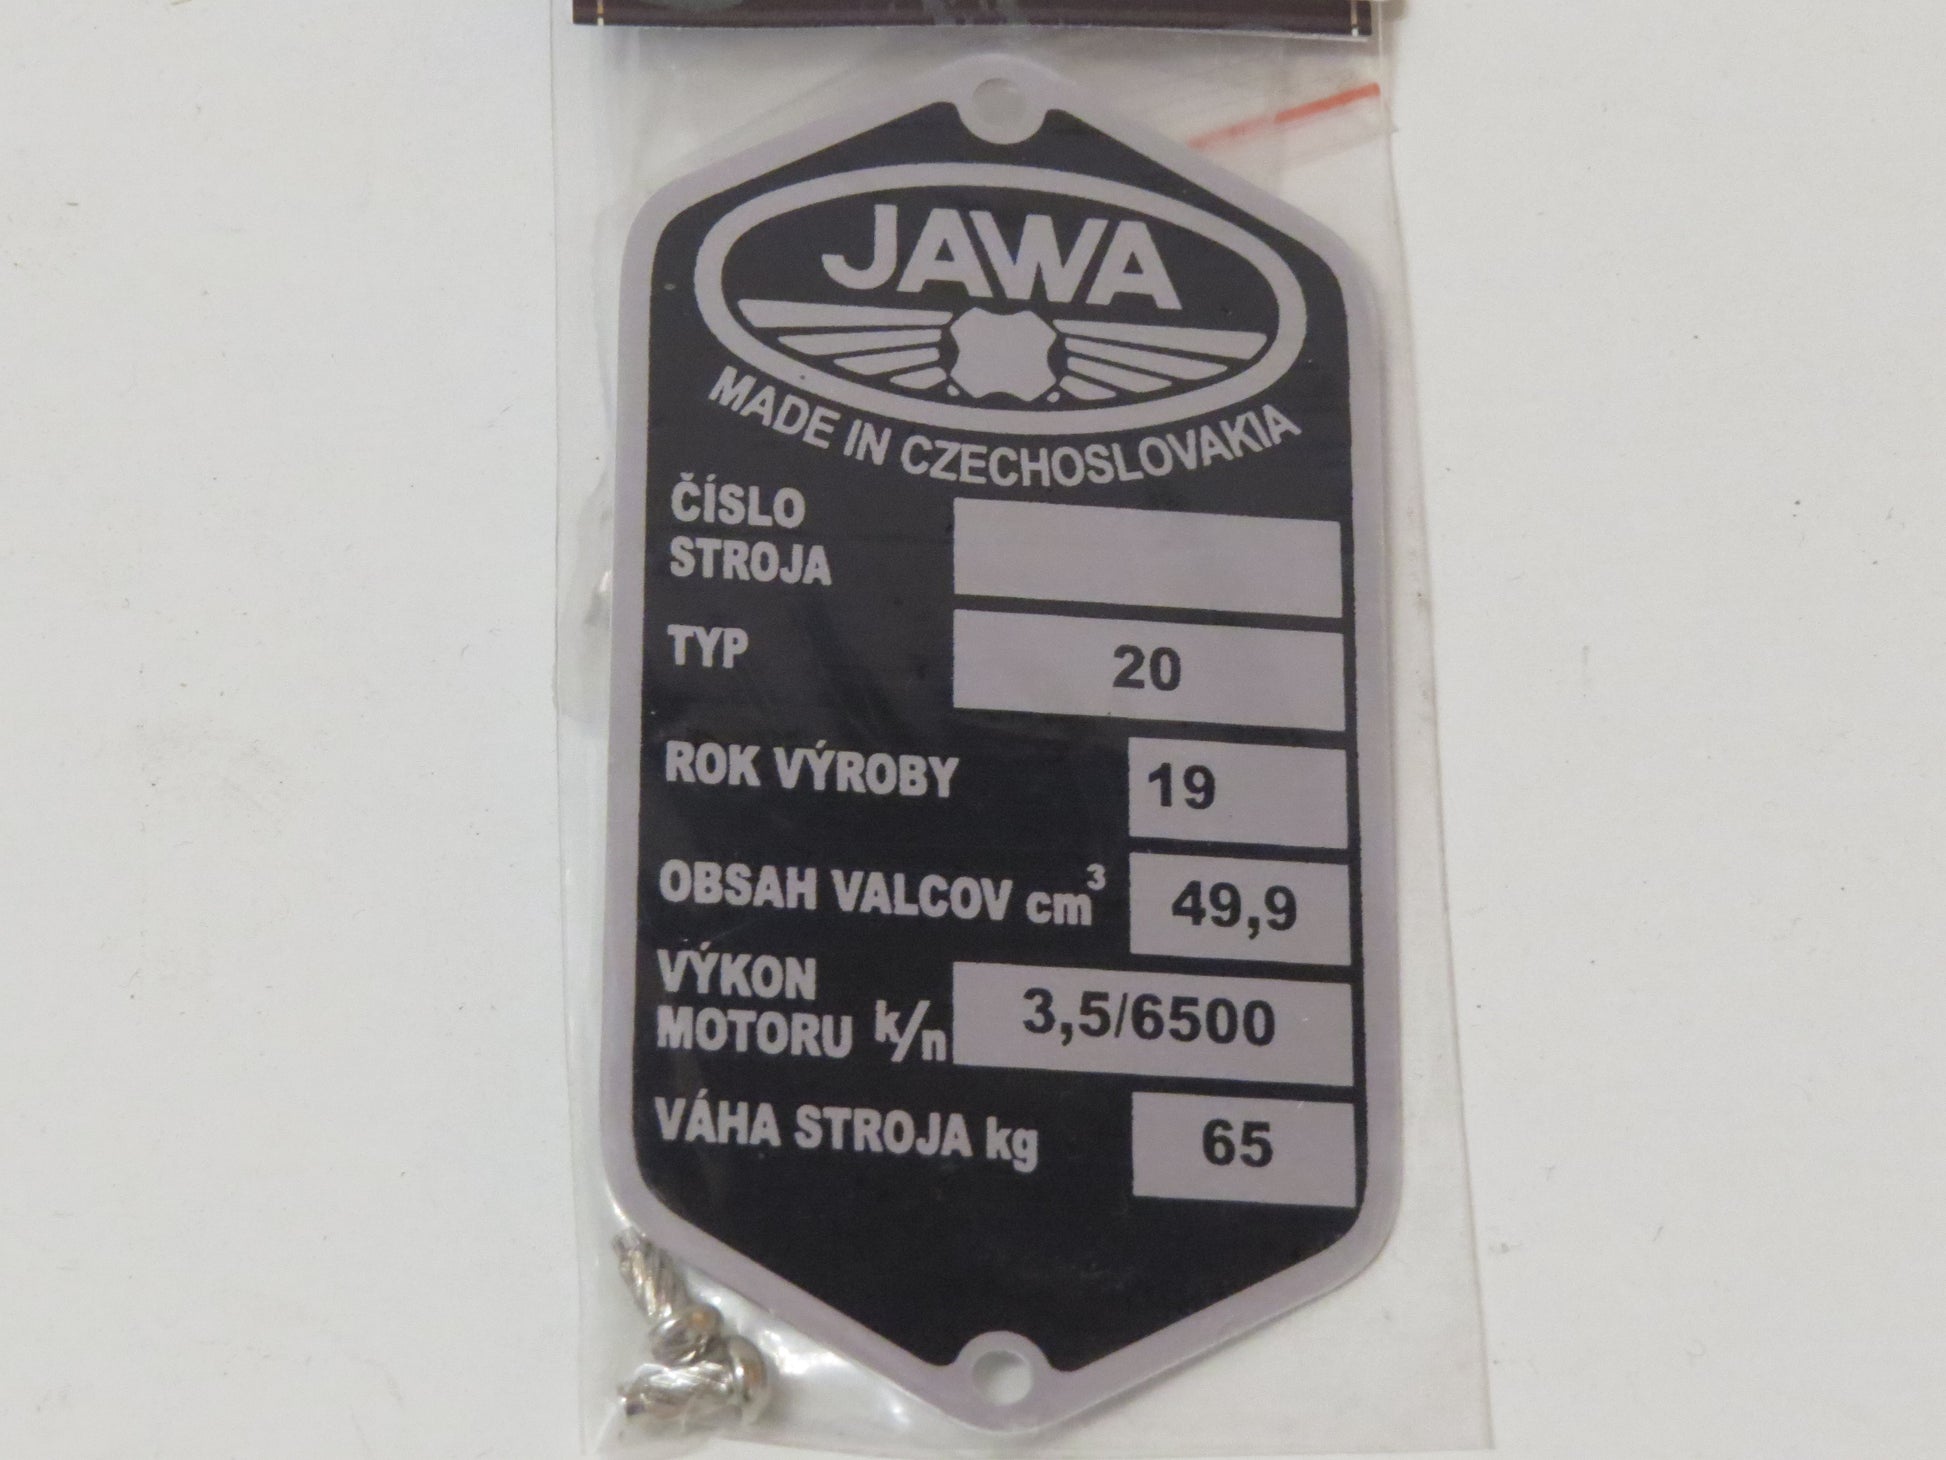 JAWA
MADE IN CZECHOSLOVAKIA
ČÍSLO
STROJA
TYP 20
ROK VÝROBY 19
OBSAH VALCOV cm³ 49,9
VÝKON
MOTORU k/n 3,5/6500
VÁHA STROJA kg 65